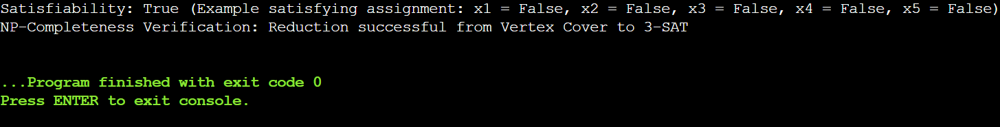 Satisfiability: True (Example satisfying assignment: x1 = False, x2 = False, x3 = False, x4 = False, x5 = False)
NP-Completeness Verification: Reduction successful from Vertex Cover to 3-SAT
...Program finished with exit code 0
Press ENTER to exit console.